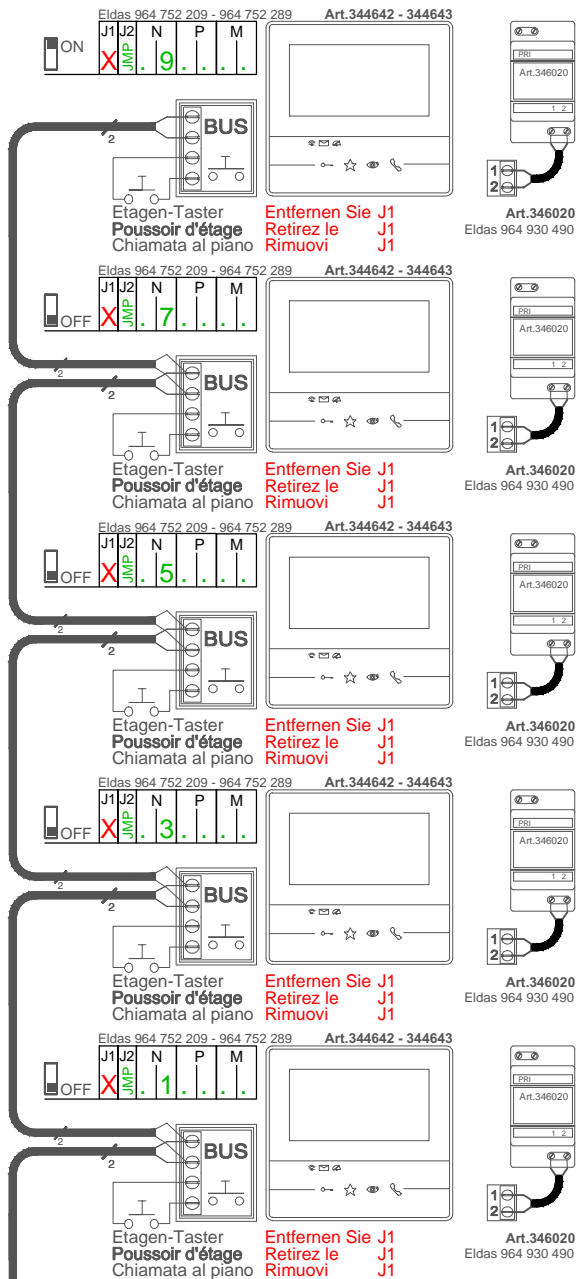 Eldas 964 752 209 - 964 752 289 Art.344642 - 344643
ON J1 J2 N P M
X JMP . 9 . . . .
PRI
Art.346020
1 2
BUS
2
1
2
Etagen-Taster Entfernen Sie J1 Art.346020
Poussoir d'étage Retirez le J1 Eldas 964 930 490
Chiamata al piano Rimuovi J1
Eldas 964 752 209 - 964 752 289 Art.344642 - 344643
OFF J1 J2 N P M
X JMP . 7 . . . .
PRI
Art.346020
1 2
2
BUS
2
1
2
Etagen-Taster Entfernen Sie J1 Art.346020
Poussoir d'étage Retirez le J1 Eldas 964 930 490
Chiamata al piano Rimuovi J1
Eldas 964 752 209 - 964 752 289 Art.344642 - 344643
OFF J1 J2 N P M
X JMP . 5 . . . .
PRI
Art.346020
1 2
2
BUS
2
1
2
Etagen-Taster Entfernen Sie J1 Art.346020
Poussoir d'étage Retirez le J1 Eldas 964 930 490
Chiamata al piano Rimuovi J1
Eldas 964 752 209 - 964 752 289 Art.344642 - 344643
OFF J1 J2 N P M
X JMP . 3 . . . .
PRI
Art.346020
1 2
2
BUS
2
1
2
Etagen-Taster Entfernen Sie J1 Art.346020
Poussoir d'étage Retirez le J1 Eldas 964 930 490
Chiamata al piano Rimuovi J1
Eldas 964 752 209 - 964 752 289 Art.344642 - 344643
OFF J1 J2 N P M
X JMP . 1 . . . .
PRI
Art.346020
1 2
2
BUS
2
1
2
Etagen-Taster Entfernen Sie J1 Art.346020
Poussoir d'étage Retirez le J1 Eldas 964 930 490
Chiamata al piano Rimuovi J1